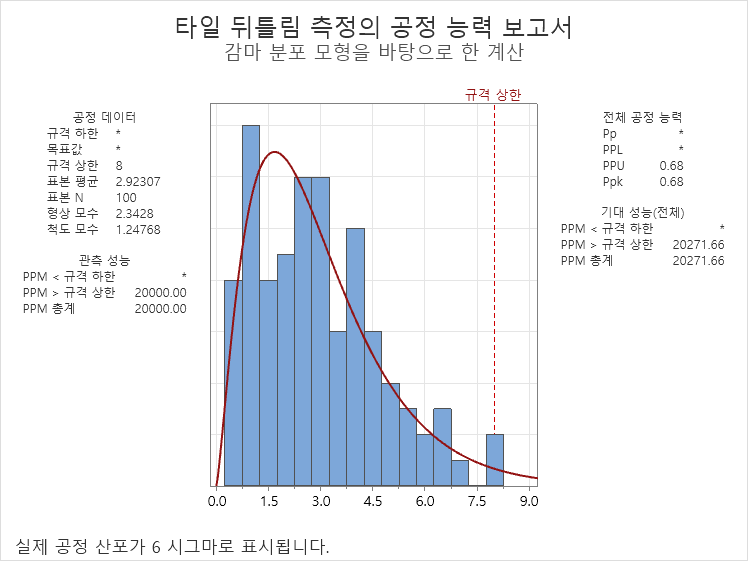 타일 뒤틀림 측정의 공정 능력 보고서
감마 분포 모형을 바탕으로 한 계산
규격 상한
공정 데이터
규격 하한 *
목표값 *
규격 상한 8
표본 평균 2.92307
표본 N 100
형상 모수 2.3428
척도 모수 1.24768
관측 성능
PPM < 규격 하한 *
PPM > 규격 상한 20000.00
PPM 총계 20000.00
전체 공정 능력
Pp *
PPL *
PPU 0.68
Ppk 0.68
기대 성능(전체)
PPM < 규격 하한 *
PPM > 규격 상한 20271.66
PPM 총계 20271.66
0.0 1.5 3.0 4.5 6.0 7.5 9.0
실제 공정 산포가 6 시그마로 표시됩니다.